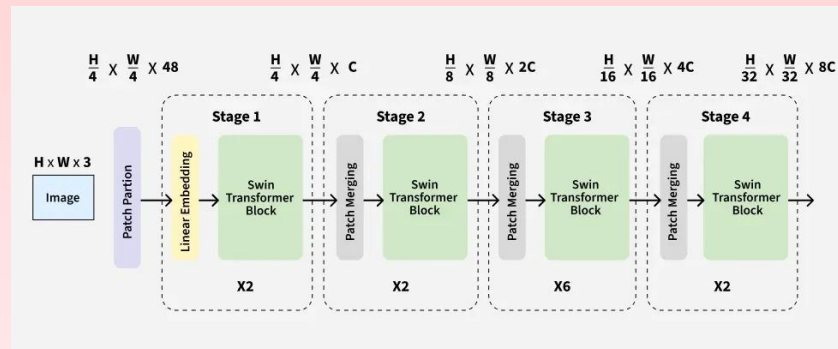 H/4 X W/4 X 48
H/4 X W/4 X C
H/8 X W/8 X 2C
H/16 X W/16 X 4C
H/32 X W/32 X 8C
Stage 1
Stage 2
Stage 3
Stage 4
H x W x 3
Image
Patch Partion
Linear Embedding
Swin
Transformer
Block
Patch Merging
Swin
Transformer
Block
Patch Merging
Swin
Transformer
Block
Patch Merging
Swin
Transformer
Block
X2
X2
X6
X2